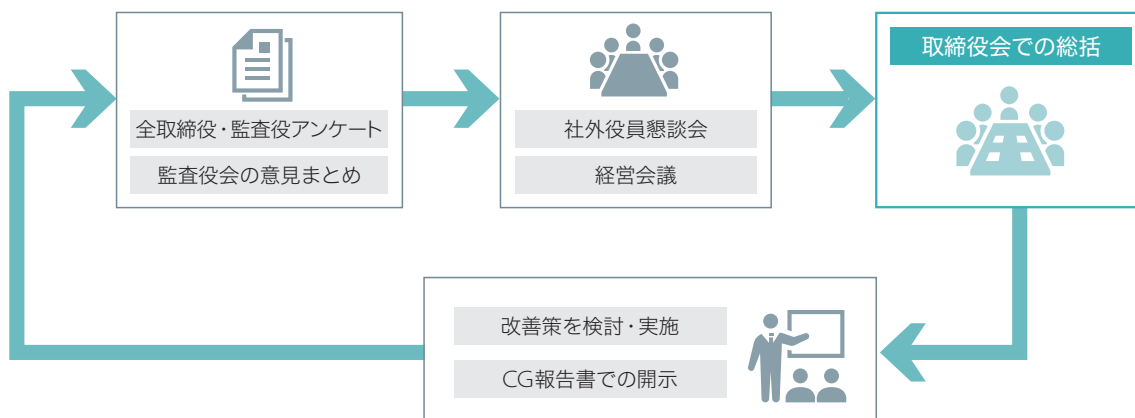 全取締役・監査役アンケート
監査役会の意見まとめ
社外役員懇談会
経営会議
取締役会での総括
改善策を検討・実施
CG報告書での開示